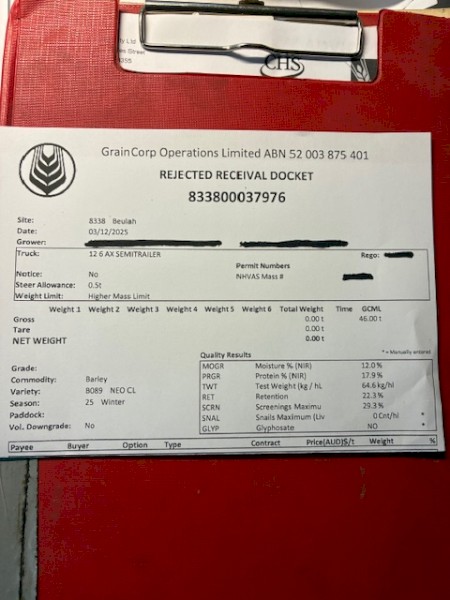 ty Ltd
Street
CHS
GrainCorp Operations Limited ABN 52 003 875 401
REJECTED RECEIVAL DOCKET
833800037976
Site: 8338 Beulah
Date: 03/12/2025
Grower:
Truck: 12 6 AX SEMITRAILER Rego:
Permit Numbers
Notice: No NHVAS Mass #
Steer Allowance: 0.5t
Weight Limit: Higher Mass Limit
Weight 1 Weight 2 Weight 3 Weight 4 Weight 5 Weight 6 Total Weight Time GCML
Gross 0.00 t 46.00 t
Tare 0.00 t
NET WEIGHT 0.00 t
Quality Results * = Manually entered
Grade:
Commodity: Barley
Variety: B089 NEO CL
Season: 25 Winter
Paddock:
Vol. Downgrade: No
MOGR Moisture % (NIR) 12.0 %
PRGR Protein % (NIR) 17.9 %
TWT Test Weight (kg / hL 64.6 kg/hl
RET Retention 22.3 %
SCRN Screenings Maximu 29.3 %
SNAL Snails Maximum (Liv 0 Cnt/hl *
GLYP Glyphosate NO *
Payee Buyer Option Type Contract Price(AUD)$/t Weight %